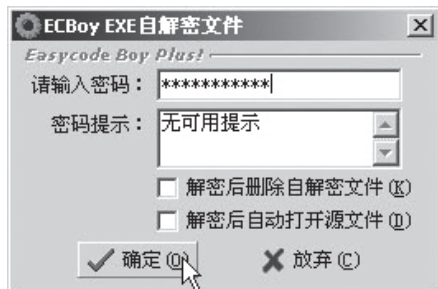 ECBoy EXE自解密文件
Easycode Boy Plus!
请输入密码： ***********
密码提示： 无可用提示
解密后删除自解密文件(K)
解密后自动打开源文件(D)
确定(O) 放弃(C)